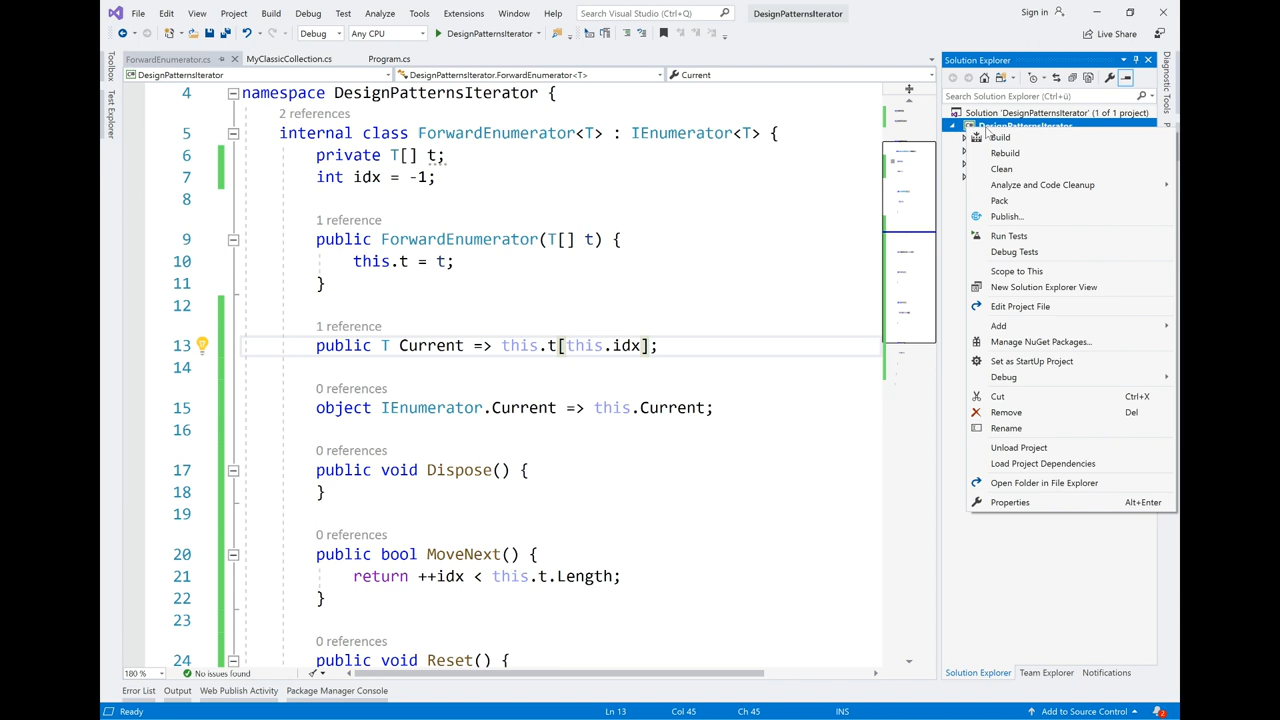 File Edit View Project Build Debug Test Analyze Tools Extensions Window Help Search Visual Studio (Ctrl+Q) DesignPatternsIterator Sign in
Debug Any CPU DesignPatternsIterator Live Share
ForwardEnumerator.cs MyClassCollection.cs Program.cs
DesignPatternsIterator DesignPatternsIterator.ForwardEnumerator<T> Current
Toolbox
Test Explorer
4 namespace DesignPatternsIterator {
2 references
5 internal class ForwardEnumerator<T> : IEnumerator<T> {
6 private T[] t;
7 int idx = -1;
8
1 reference
9 public ForwardEnumerator(T[] t) {
10 this.t = t;
11 }
12
1 reference
13 public T Current => this.t[this.idx];
14
0 references
15 object IEnumerator.Current => this.Current;
16
0 references
17 public void Dispose() {
18 }
19
0 references
20 public bool MoveNext() {
21 return ++idx < this.t.Length;
22 }
23
0 references
24 public void Reset() {
180 % No issues found
Solution Explorer
Search Solution Explorer (Ctrl+ü)
Solution 'DesignPatternsIterator' (1 of 1 project)
DesignPatternsIterator
Build
Rebuild
Clean
Analyze and Code Cleanup
Pack
Publish...
Run Tests
Debug Tests
Scope to This
New Solution Explorer View
Edit Project File
Add
Manage NuGet Packages...
Set as StartUp Project
Debug
Cut Ctrl+X
Remove Del
Rename
Unload Project
Load Project Dependencies
Open Folder in File Explorer
Properties Alt+Enter
Diagnostic Tools
Solution Explorer Team Explorer Notifications
Error List Output Web Publish Activity Package Manager Console
Ready Ln 13 Col 45 Ch 45 INS Add to Source Control